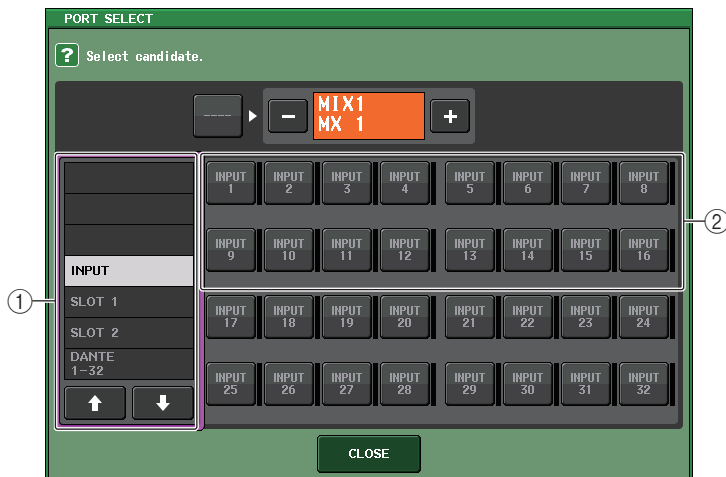 PORT SELECT
? Select candidate.
---- − MIX1 +
MX 1
INPUT
SLOT 1
SLOT 2
DANTE
1-32
INPUT 1 INPUT 2 INPUT 3 INPUT 4 INPUT 5 INPUT 6 INPUT 7 INPUT 8
INPUT 9 INPUT 10 INPUT 11 INPUT 12 INPUT 13 INPUT 14 INPUT 15 INPUT 16
INPUT 17 INPUT 18 INPUT 19 INPUT 20 INPUT 21 INPUT 22 INPUT 23 INPUT 24
INPUT 25 INPUT 26 INPUT 27 INPUT 28 INPUT 29 INPUT 30 INPUT 31 INPUT 32
CLOSE
1
2